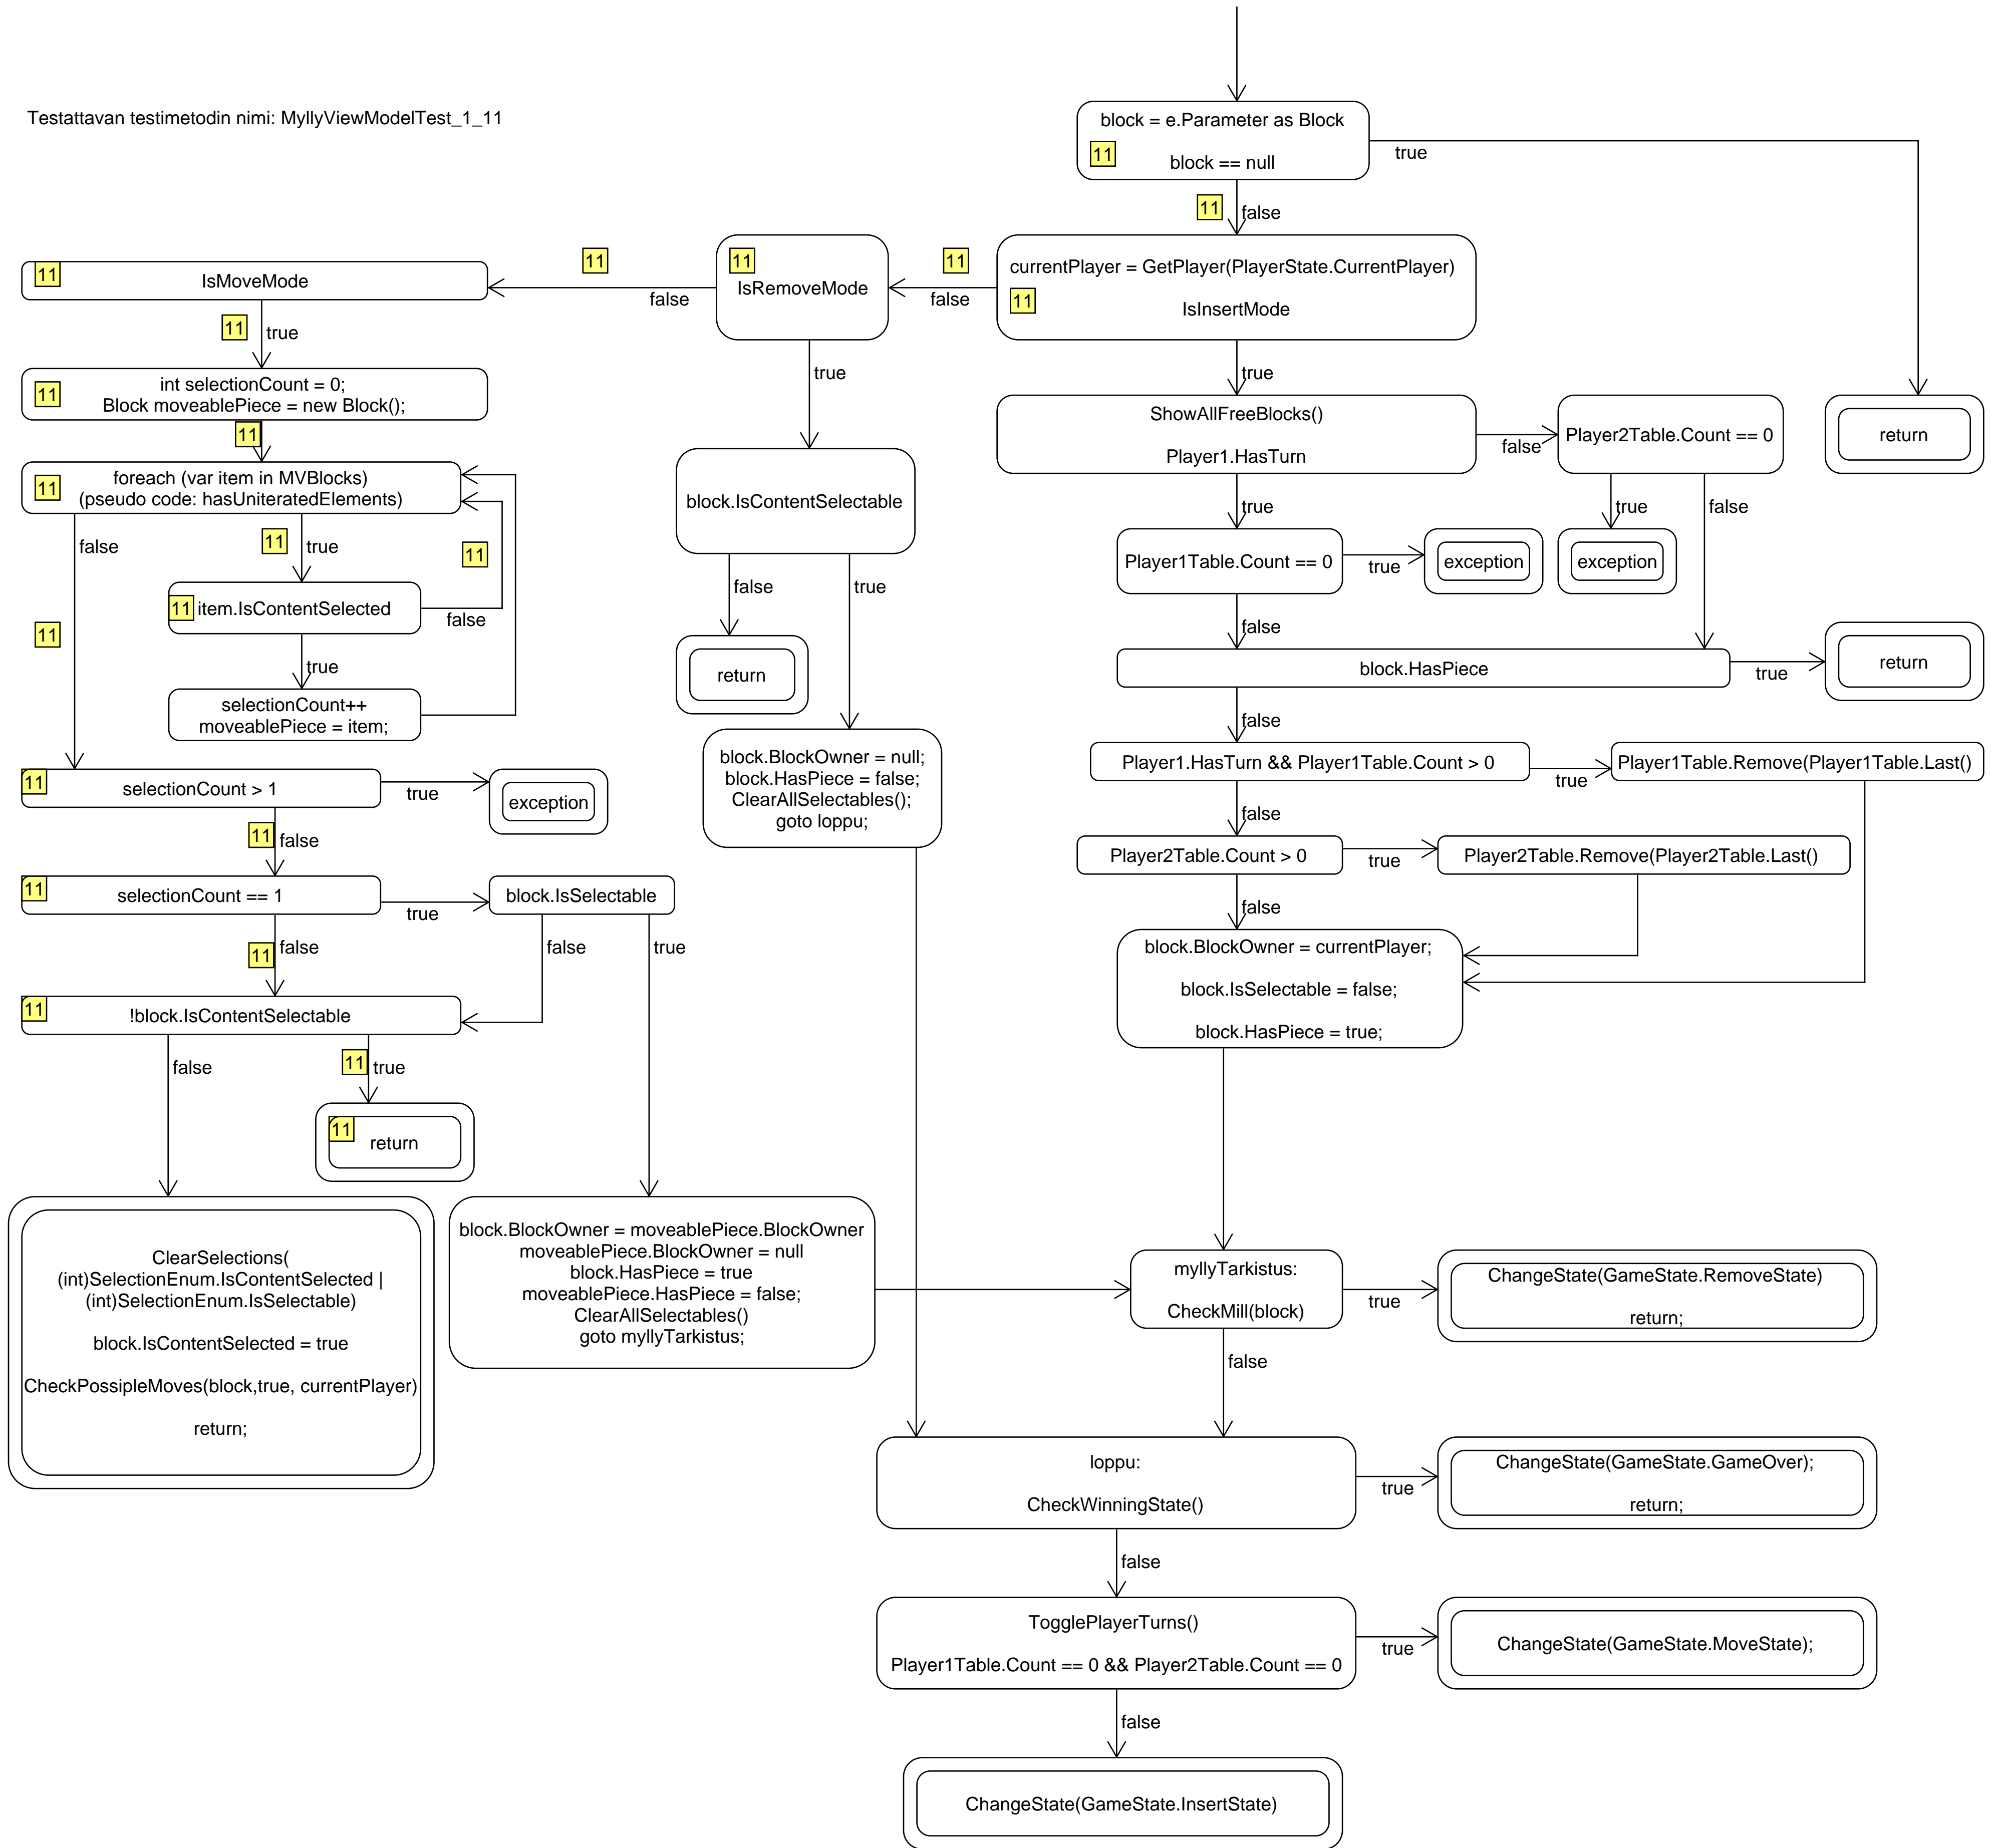 Testattavan testimetodin nimi: MyllyViewModelTest_1_11
block = e.Parameter as Block
11
block == null
true
11
false
currentPlayer = GetPlayer(PlayerState.CurrentPlayer)
11
IsInsertMode
11
false
11
IsRemoveMode
11
false
11
IsMoveMode
11
true
11
int selectionCount = 0;
Block moveablePiece = new Block();
11
11
foreach (var item in MVBlocks)
(pseudo code: hasUniteratedElements)
false
11
11
true
11
11
item.IsContentSelected
false
true
selectionCount++
moveablePiece = item;
11
selectionCount > 1
true
exception
11
false
11
selectionCount == 1
true
block.IsSelectable
11
false
false
true
11
!block.IsContentSelectable
false
11
true
11
return
ClearSelections(
(int)SelectionEnum.IsContentSelected |
(int)SelectionEnum.IsSelectable)
block.IsContentSelected = true
CheckPossipleMoves(block,true, currentPlayer)
return;
block.BlockOwner = moveablePiece.BlockOwner
moveablePiece.BlockOwner = null
block.HasPiece = true
moveablePiece.HasPiece = false;
ClearAllSelectables()
goto myllyTarkistus;
true
block.IsContentSelectable
false
true
return
block.BlockOwner = null;
block.HasPiece = false;
ClearAllSelectables();
goto loppu;
true
ShowAllFreeBlocks()
Player1.HasTurn
false
Player2Table.Count == 0
return
true
true
false
Player1Table.Count == 0
true
exception
exception
false
block.HasPiece
true
return
false
Player1.HasTurn && Player1Table.Count > 0
true
Player1Table.Remove(Player1Table.Last()
false
Player2Table.Count > 0
true
Player2Table.Remove(Player2Table.Last()
false
block.BlockOwner = currentPlayer;
block.IsSelectable = false;
block.HasPiece = true;
myllyTarkistus:
CheckMill(block)
true
ChangeState(GameState.RemoveState)
return;
false
loppu:
CheckWinningState()
true
ChangeState(GameState.GameOver);
return;
false
TogglePlayerTurns()
Player1Table.Count == 0 && Player2Table.Count == 0
true
ChangeState(GameState.MoveState);
false
ChangeState(GameState.InsertState)